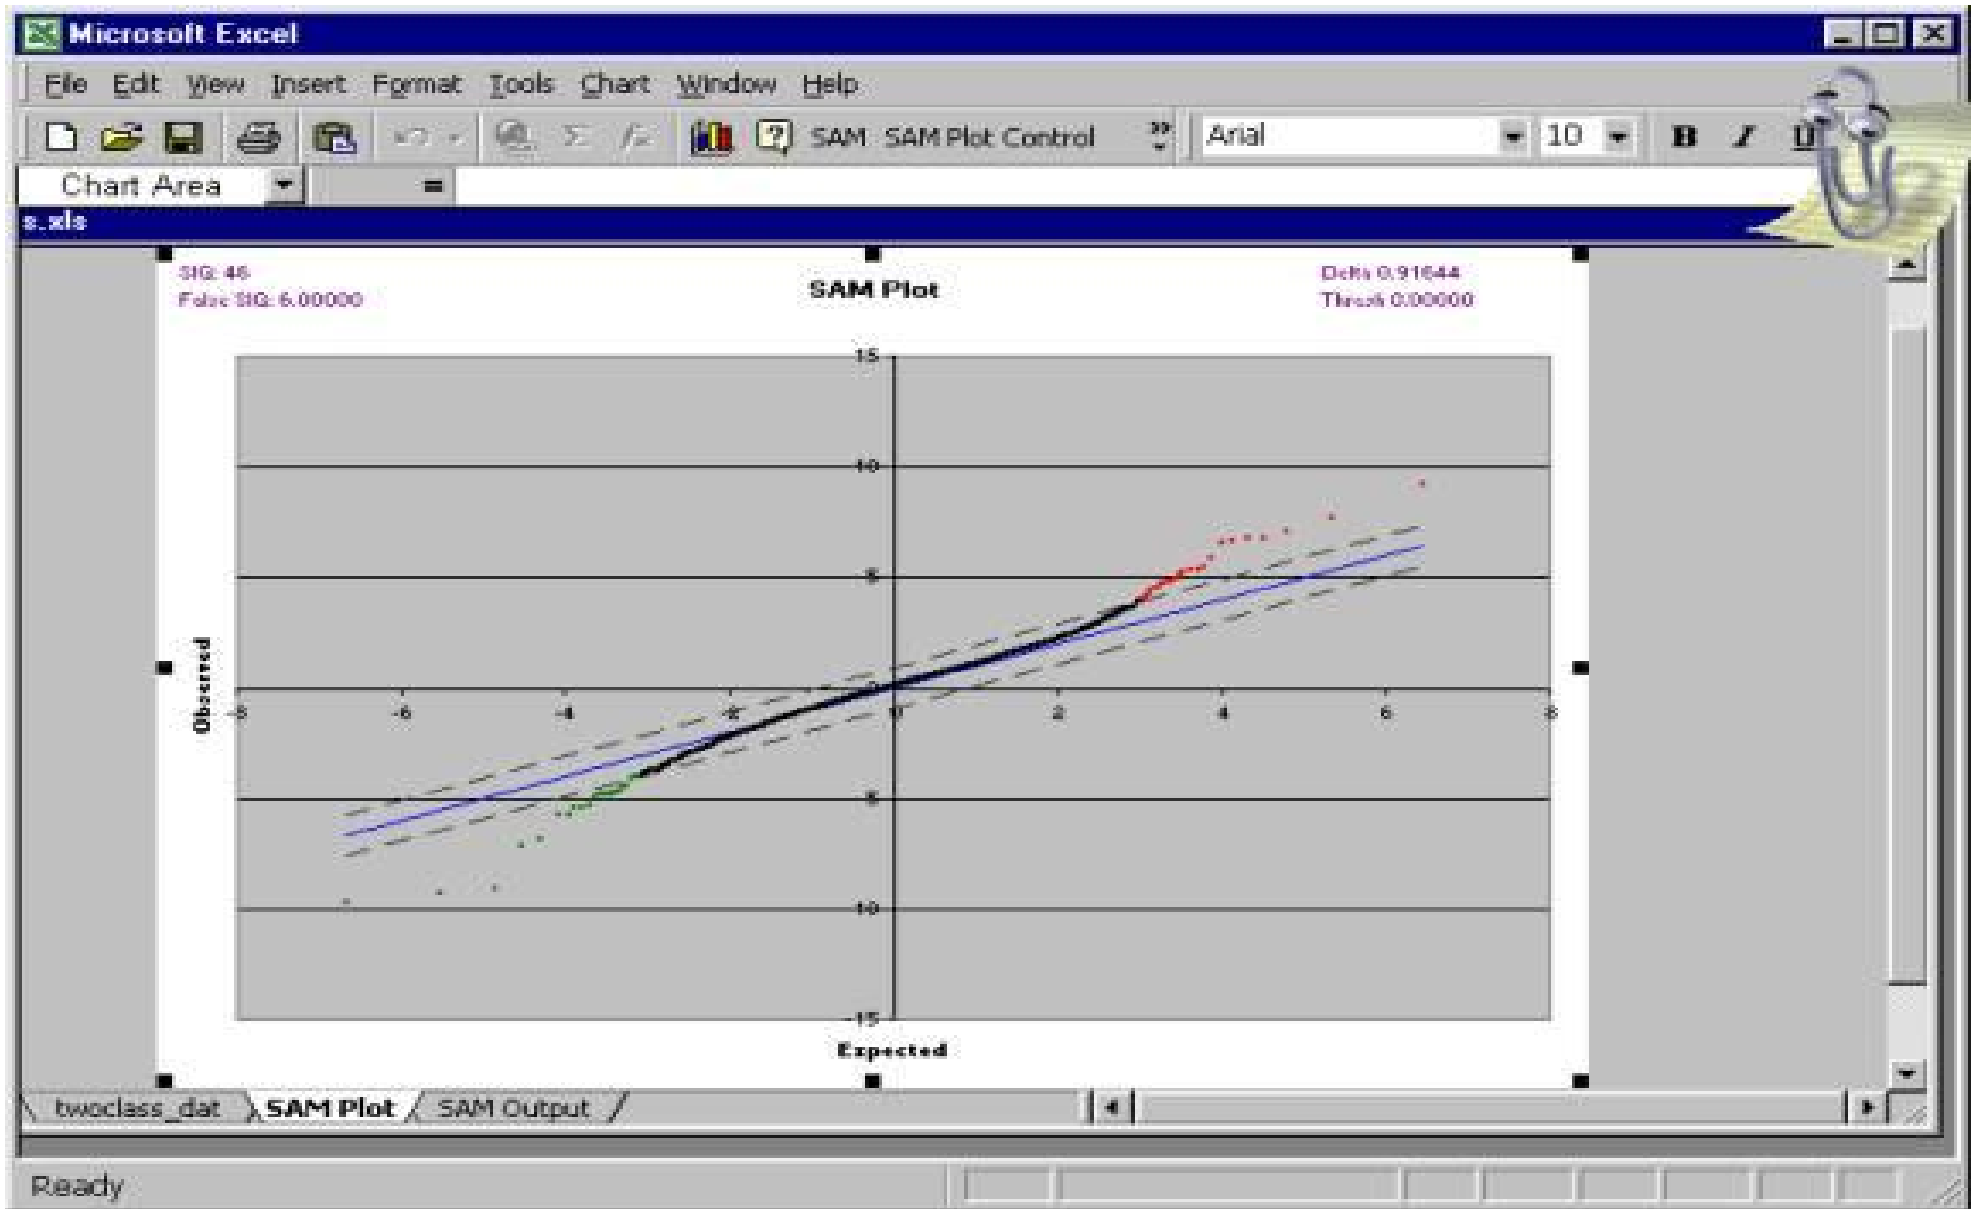 Microsoft Excel
File Edit View Insert Format Tools Chart Window Help
SAM SAM Plot Control » Arial 10 B I U
Chart Area =
s.xls
SIG: 46
False SIG: 6.00000
SAM Plot
Delta 0.91644
Thresh 0.00000
15
10
5
0
-8 -6 -4 -2 0 2 4 6 8
-5
-10
-15
Observed
Expected
twoclass_dat SAM Plot SAM Output
Ready